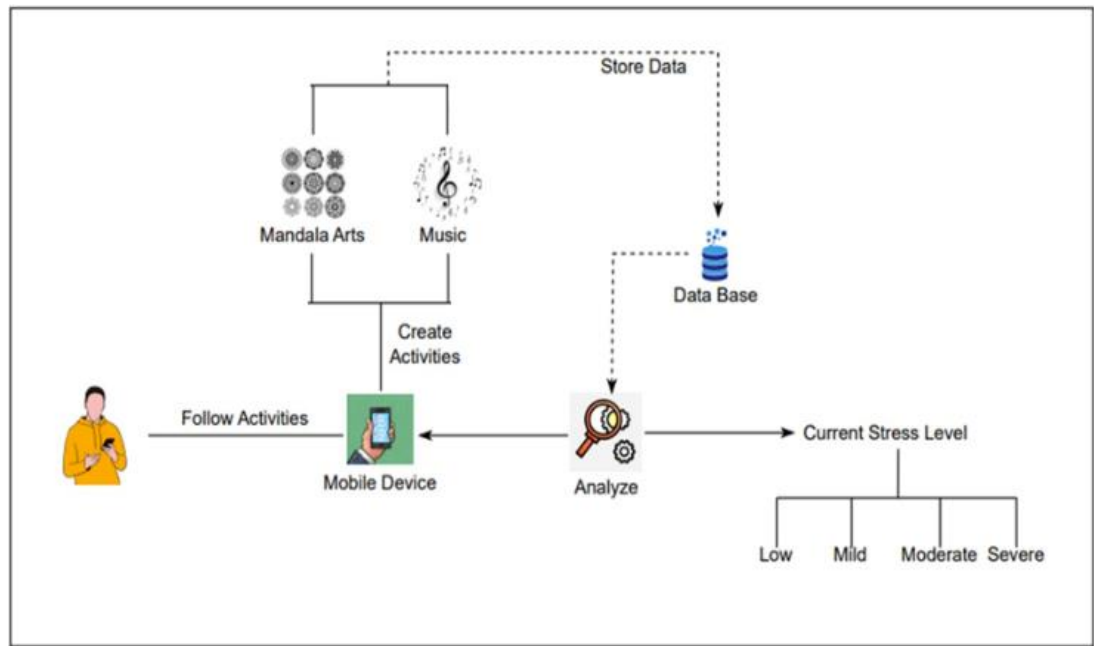 Store Data
Mandala Arts
Music
Data Base
Create
Activities
Follow Activities
Mobile Device
Analyze
Current Stress Level
Low
Mild
Moderate
Severe